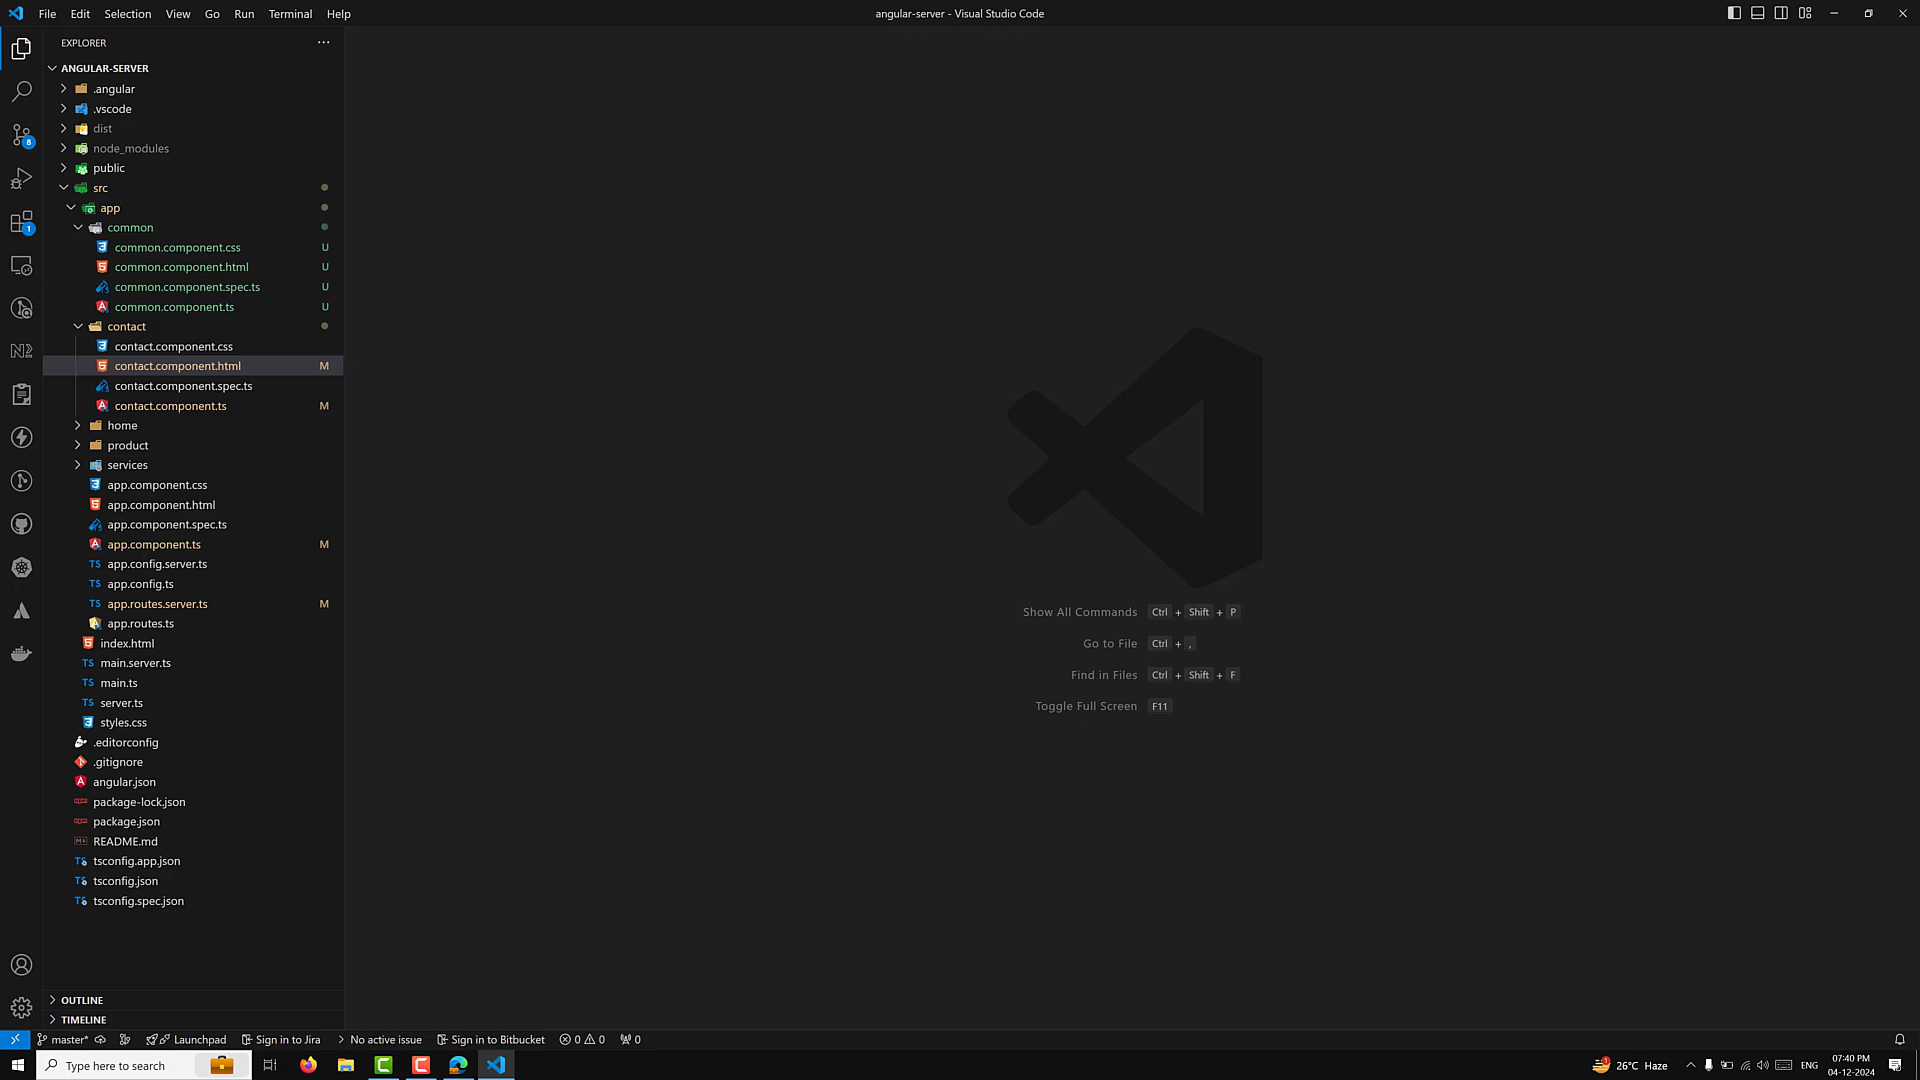 File Edit Selection View Go Run Terminal Help
angular-server - Visual Studio Code
EXPLORER
ANGULAR-SERVER
.angular
.vscode
dist
node_modules
public
src
app
common
common.component.css U
common.component.html U
common.component.spec.ts U
common.component.ts U
contact
contact.component.css
contact.component.html M
contact.component.spec.ts
contact.component.ts M
home
product
services
app.component.css
app.component.html
app.component.spec.ts
app.component.ts M
TS app.config.server.ts
TS app.config.ts
TS app.routes.server.ts M
app.routes.ts
index.html
TS main.server.ts
TS main.ts
TS server.ts
styles.css
.editorconfig
.gitignore
angular.json
package-lock.json
package.json
README.md
tsconfig.app.json
tsconfig.json
tsconfig.spec.json
OUTLINE
TIMELINE
8
1
Show All Commands Ctrl + Shift + P
Go to File Ctrl + ,
Find in Files Ctrl + Shift + F
Toggle Full Screen F11
master* Launchpad Sign in to Jira No active issue Sign in to Bitbucket 0 0 0
Type here to search
26°C Haze
ENG
07:40 PM
04-12-2024